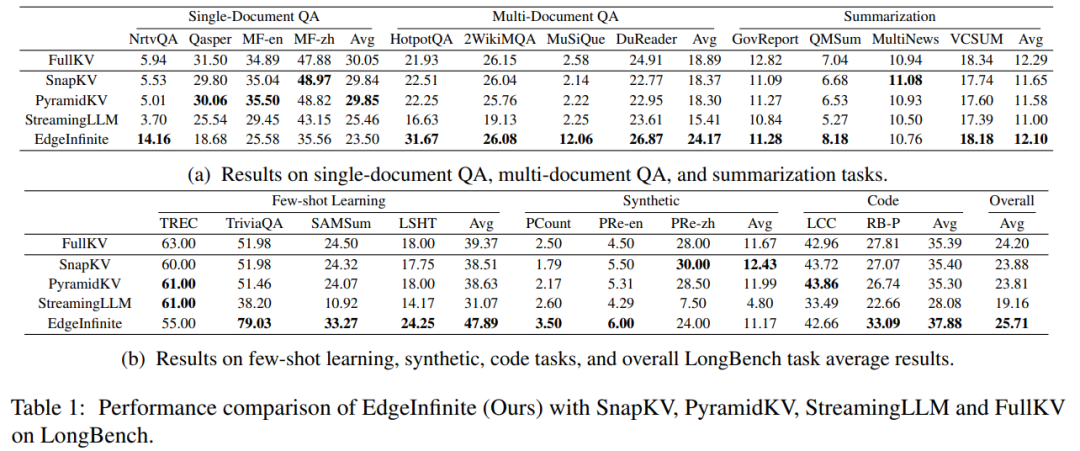 Single-Document QA Multi-Document QA Summarization
NrtvQA Qasper MF-en MF-zh Avg HotpotQA 2WikiMQA MuSiQue DuReader Avg GovReport QMSum MultiNews VCSUM Avg
FullKV 5.94 31.50 34.89 47.88 30.05 21.93 26.15 2.58 24.91 18.89 12.82 7.04 10.94 18.34 12.29
SnapKV 5.53 29.80 35.04 48.97 29.84 22.51 26.04 2.14 22.77 18.37 11.09 6.68 11.08 17.74 11.65
PyramidKV 5.01 30.06 35.50 48.82 29.85 22.25 25.76 2.22 22.95 18.30 11.27 6.53 10.93 17.60 11.58
StreamingLLM 3.70 25.54 29.45 43.15 25.46 16.63 19.13 2.25 23.61 15.41 10.84 5.27 10.50 17.39 11.00
EdgeInfinite 14.16 18.68 25.58 35.56 23.50 31.67 26.08 12.06 26.87 24.17 11.28 8.18 10.76 18.18 12.10
(a) Results on single-document QA, multi-document QA, and summarization tasks.
Few-shot Learning Synthetic Code Overall
TREC TriviaQA SAMSum LSHT Avg PCount PRe-en PRe-zh Avg LCC RB-P Avg Avg
FullKV 63.00 51.98 24.50 18.00 39.37 2.50 4.50 28.00 11.67 42.96 27.81 35.39 24.20
SnapKV 60.00 51.98 24.32 17.75 38.51 1.79 5.50 30.00 12.43 43.72 27.07 35.40 23.88
PyramidKV 61.00 51.46 24.07 18.00 38.63 2.17 5.31 28.50 11.99 43.86 26.74 35.30 23.81
StreamingLLM 61.00 38.20 10.92 14.17 31.07 2.60 4.29 7.50 4.80 33.49 22.66 28.08 19.16
EdgeInfinite 55.00 79.03 33.27 24.25 47.89 3.50 6.00 24.00 11.17 42.66 33.09 37.88 25.71
(b) Results on few-shot learning, synthetic, code tasks, and overall LongBench task average results.
Table 1: Performance comparison of EdgeInfinite (Ours) with SnapKV, PyramidKV, StreamingLLM and FullKV
on LongBench.